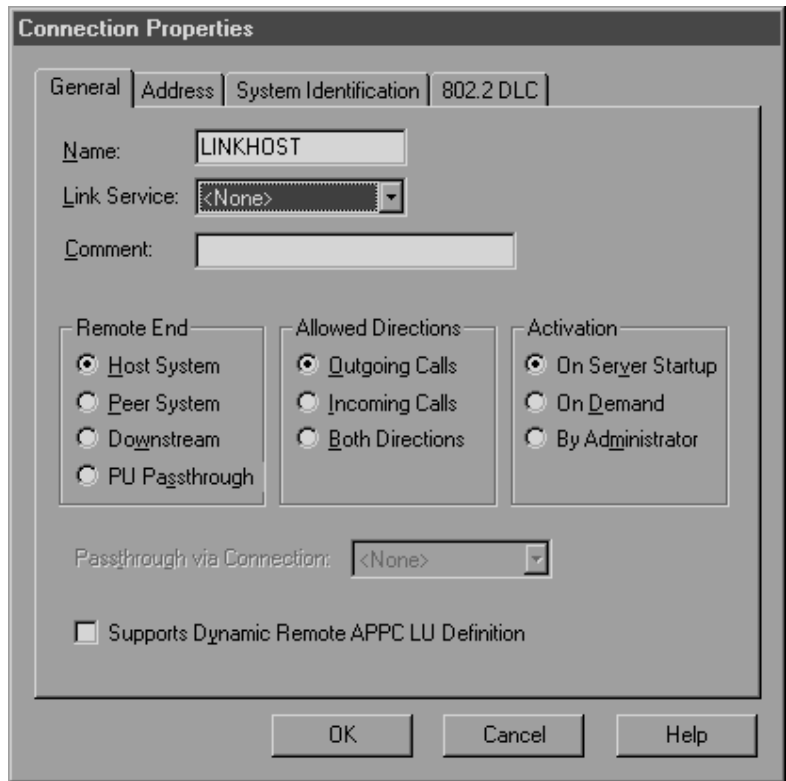 Connection Properties
General Address System Identification 802.2 DLC
Name: LINKHOST
Link Service: <None>
Comment:
Remote End
Host System
Peer System
Downstream
PU Passthrough
Allowed Directions
Outgoing Calls
Incoming Calls
Both Directions
Activation
On Server Startup
On Demand
By Administrator
Passthrough via Connection: <None>
Supports Dynamic Remote APPC LU Definition
OK Cancel Help